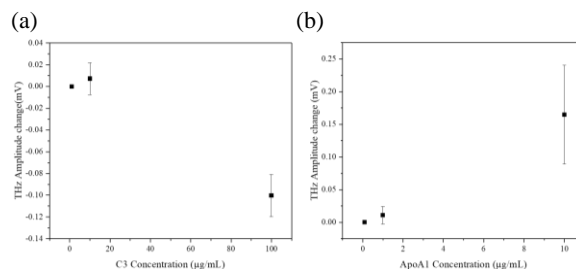 (a)
(b)
THz Amplitude change(mV)
0.04
0.02
0.00
-0.02
-0.04
-0.06
-0.08
-0.10
-0.12
-0.14
0 20 40 60 80 100
C3 Concentration (µg/mL)
THz Amplitude change (mV)
0.25
0.20
0.15
0.10
0.05
0.00
0 2 4 6 8 10
ApoA1 Concentration (µg/mL)